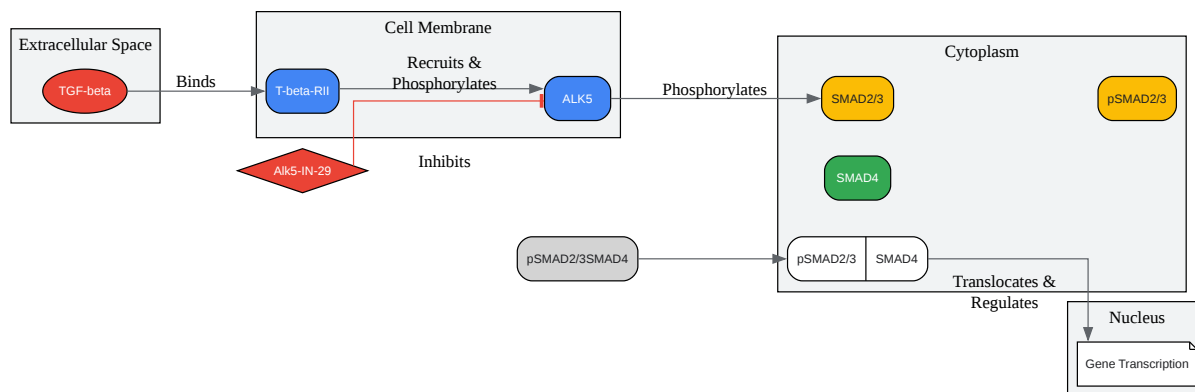 Extracellular Space
TGF-beta
Binds
Cell Membrane
T-beta-RII
Recruits &
Phosphorylates
ALK5
Alk5-IN-29
Inhibits
Phosphorylates
Cytoplasm
SMAD2/3
pSMAD2/3
SMAD4
pSMAD2/3SMAD4
pSMAD2/3
SMAD4
Translocates &
Regulates
Nucleus
Gene Transcription